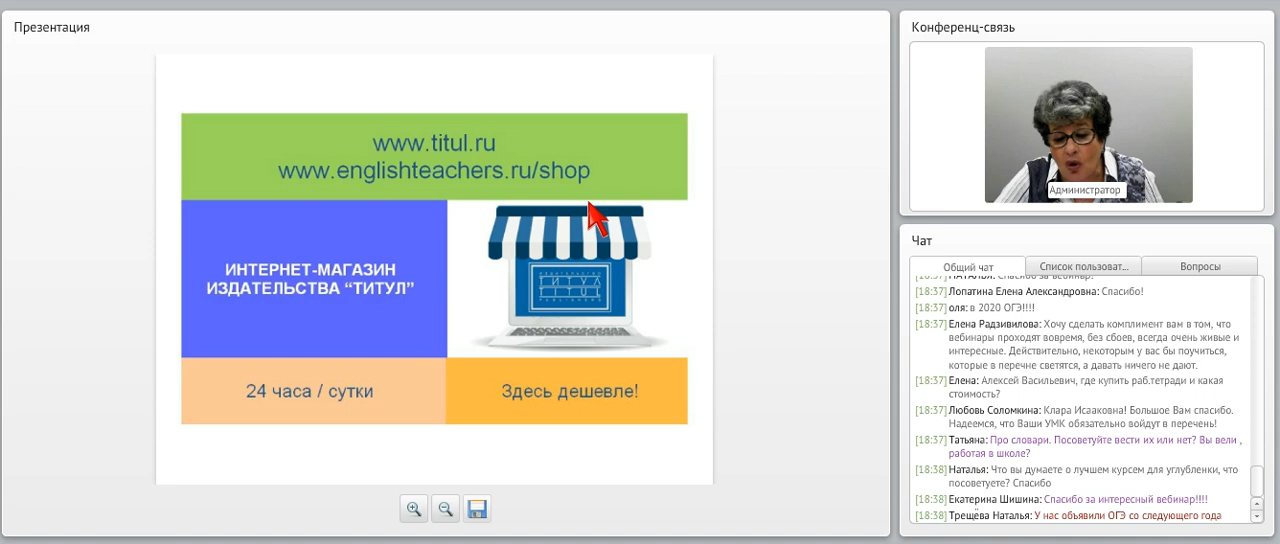 Презентация
www.titul.ru
www.englishteachers.ru/shop
ИНТЕРНЕТ-МАГАЗИН
ИЗДАТЕЛЬСТВА “ТИТУЛ”
ТИТУЛ
TITUL
24 часа / сутки
Здесь дешевле!
Конференц-связь
Администратор
Чат
Общий чат
Список пользоват...
Вопросы
[18:37] Лопатина Елена Александровна: Спасибо!
[18:37] оля: в 2020 ОГЭ!!!!
[18:37] Елена Радзивилова: Хочу сделать комплимент вам в том, что
вебинары проходят вовремя, без сбоев, всегда очень живые и
интересные. Действительно, некоторым у вас бы поучиться,
которые в перечне светятся, а давать ничего не дают.
[18:37] Елена: Алексей Васильевич, где купить раб.тетради и какая
стоимость?
[18:37] Любовь Соломкина: Клара Исааковна! Большое Вам спасибо.
Надеемся, что Ваши УМК обязательно войдут в перечень!
[18:37] Татьяна: Про словари. Посоветуйте вести их или нет? Вы вели ,
работая в школе?
[18:38] Наталья: Что вы думаете о лучшем курсем для углубленки, что
посоветуете? Спасибо
[18:38] Екатерина Шишина: Спасибо за интересный вебинар!!!!
[18:38] Трещёва Наталья: У нас объявили ОГЭ со следующего года